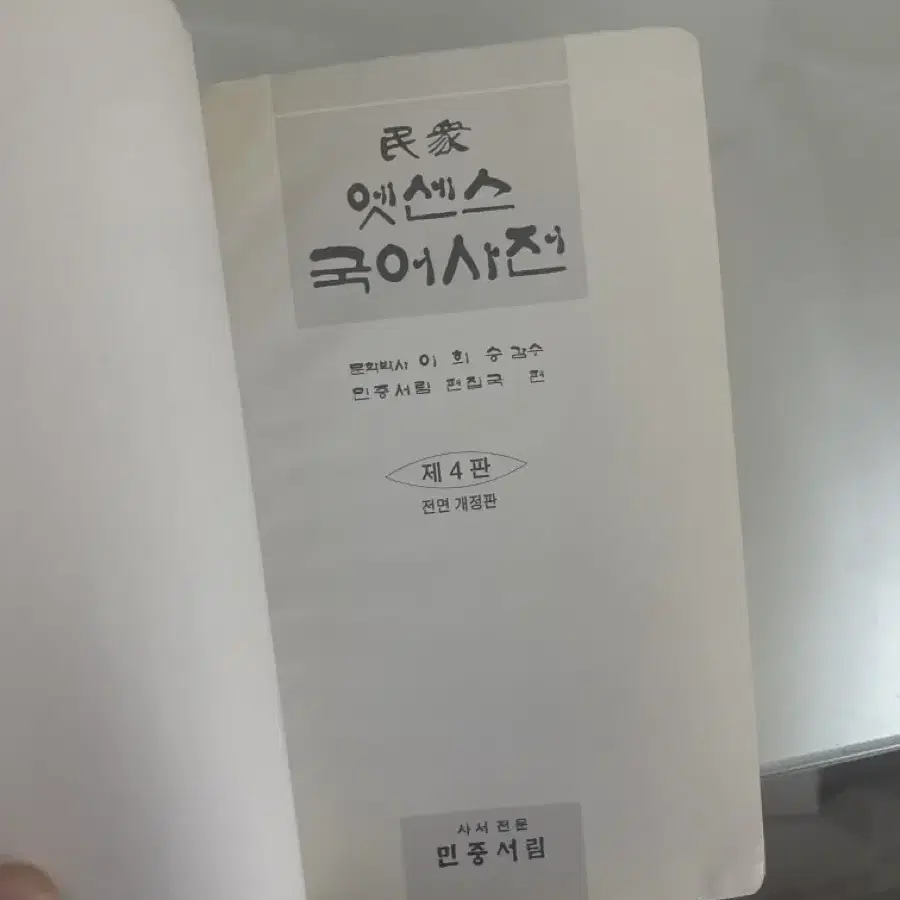 民衆
엣센스
국어사전
문학박사 이 희 승 감수
민중서림 편집국 편
제 4 판
전면 개정판
사서 전문
민중서림